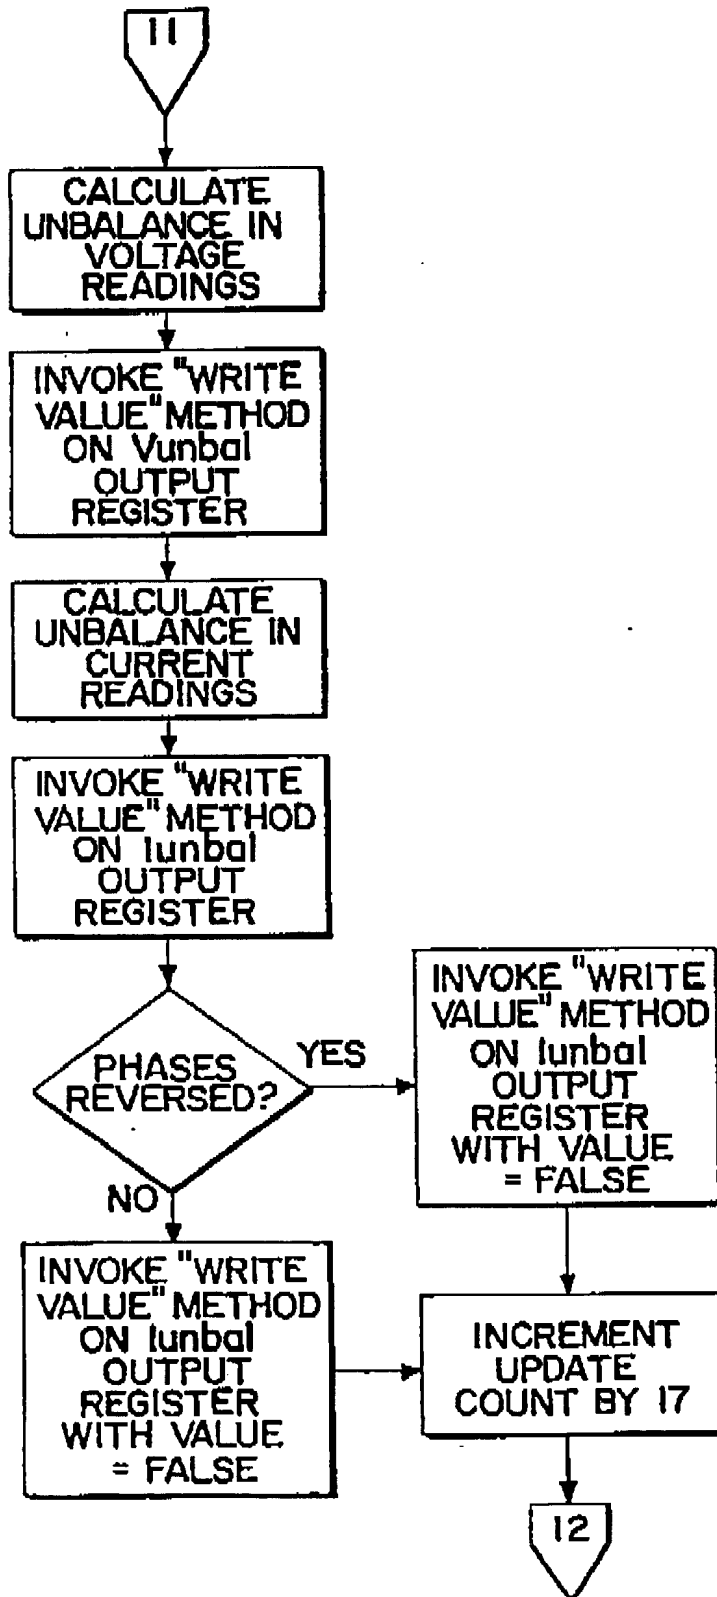 11
CALCULATE
UNBALANCE IN
VOLTAGE
READINGS
INVOKE "WRITE
VALUE" METHOD
ON Vunbal
OUTPUT
REGISTER
CALCULATE
UNBALANCE IN
CURRENT
READINGS
INVOKE "WRITE
VALUE" METHOD
ON Iunbal
OUTPUT
REGISTER
PHASES
REVERSED?
YES
INVOKE "WRITE
VALUE" METHOD
ON Iunbal
OUTPUT
REGISTER
WITH VALUE
= FALSE
NO
INVOKE "WRITE
VALUE" METHOD
ON Iunbal
OUTPUT
REGISTER
WITH VALUE
= FALSE
INCREMENT
UPDATE
COUNT BY 17
12